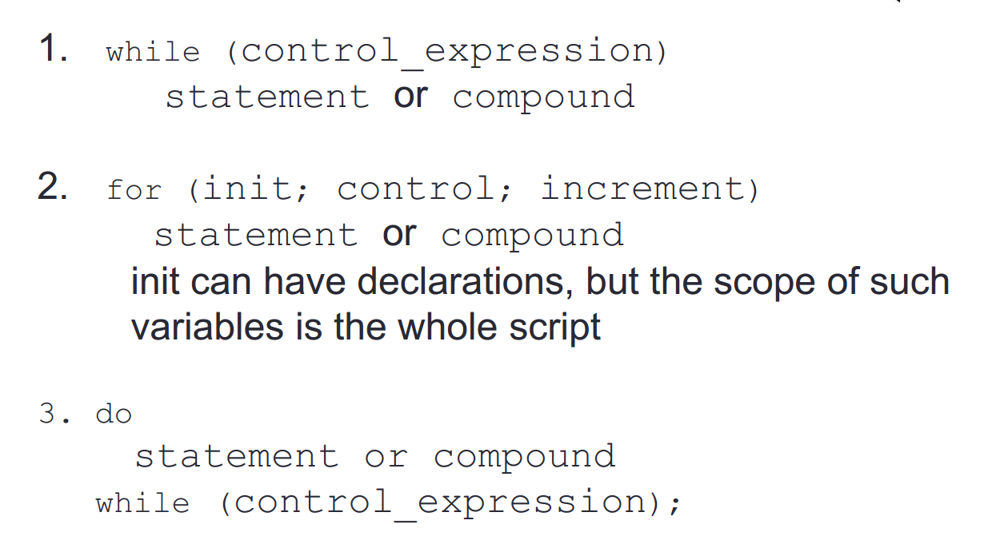 1. while (control_expression)
statement or compound
2. for (init; control; increment)
statement or compound
init can have declarations, but the scope of such
variables is the whole script
3. do
statement or compound
while (control_expression);